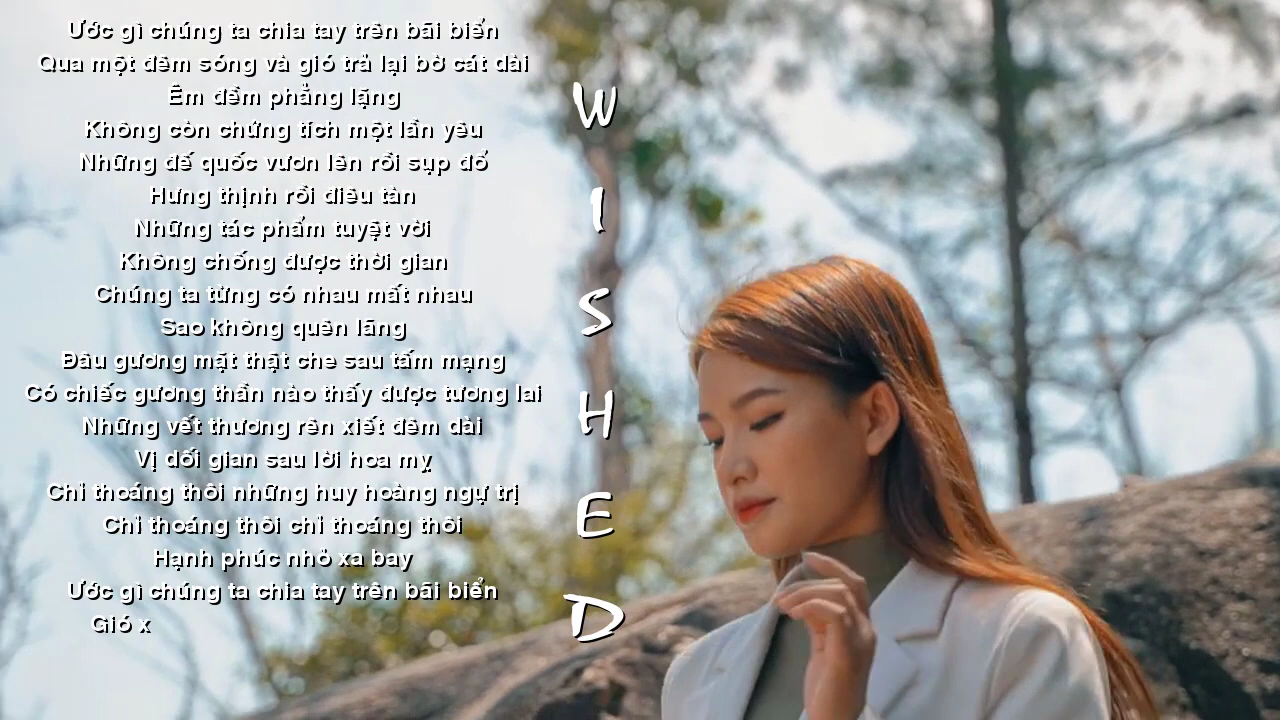 Ước gì chúng ta chia tay trên bãi biển
Qua một đêm sóng và gió trả lại bờ cát dài
Êm đềm phẳng lặng
Không còn chứng tích một lần yêu
Những đế quốc vươn lên rồi sụp đổ
Hưng thịnh rồi điêu tàn
Những tác phẩm tuyệt vời
Không chống được thời gian
Chúng ta từng có nhau mất nhau
Sao không quên lãng
Đâu gương mặt thật che sau tấm mạng
Có chiếc gương thần nào thấy được tương lai
Những vết thương rên xiết đêm dài
Vị dối gian sau lời hoa mỵ
Chỉ thoáng thôi những huy hoàng ngự trị
Chỉ thoáng thôi chỉ thoáng thôi
Hạnh phúc nhỏ xa bay
Ước gì chúng ta chia tay trên bãi biển
Gió x
WISHED